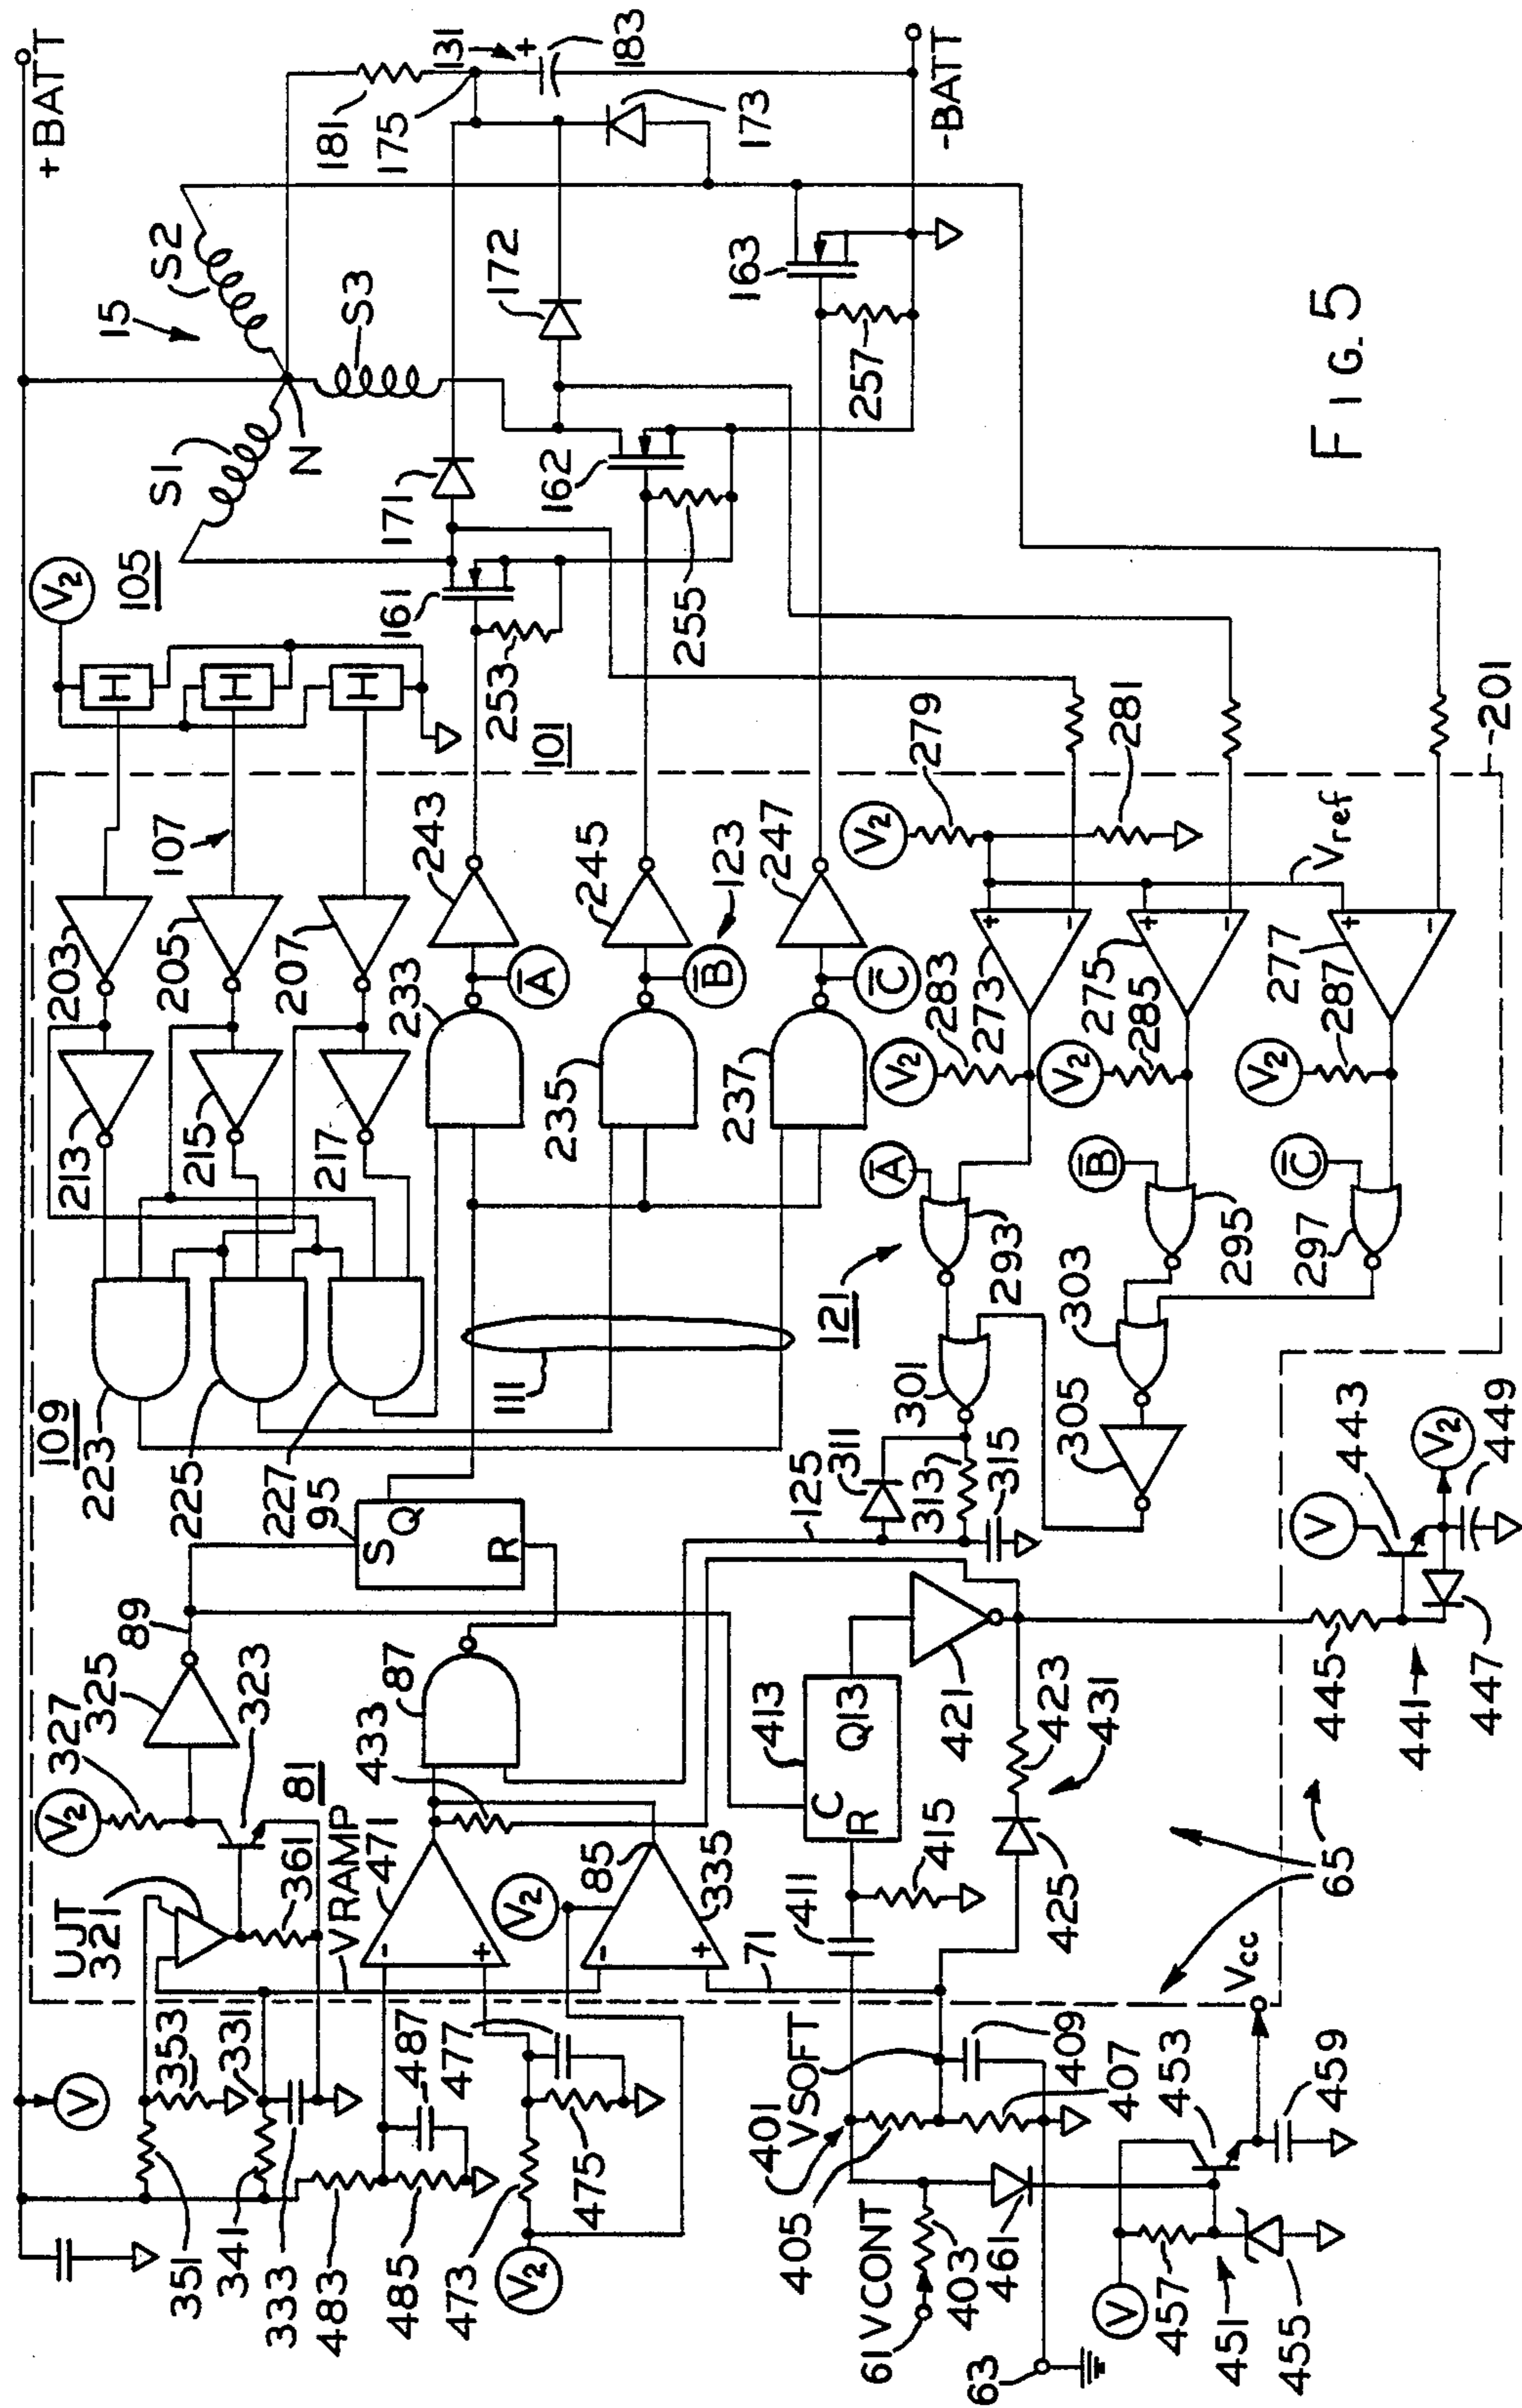 +BATT
15
S1
S2
S3
N
V2
105
H
H
H
107
109
203
205
207
213
215
217
223
225
227
111
233
235
237
243
245
247
A̅
B̅
C̅
123
101
161
162
163
171
172
173
253
255
257
181
175
131
+
183
-BATT
V
351
353
341
331
333
UJT
321
V2
327
325
323
361
81
89
95
S
Q
R
VRAMP
471
-
+
433
87
V2
85
335
-
+
71
483
485
487
477
473
475
V2
401
VSOFT
405
407
409
61
VCONT
403
461
63
411
415
413
C
R
Q13
421
423
425
431
125
311
313
315
301
303
305
121
293
295
297
A̅
B̅
C̅
V2
283
V2
285
V2
287
273
275
277
+
-
+
-
+
-
V2
279
281
Vref
201
V
457
451
455
453
459
Vcc
65
445
441
447
443
V
V2
449
FIG. 5